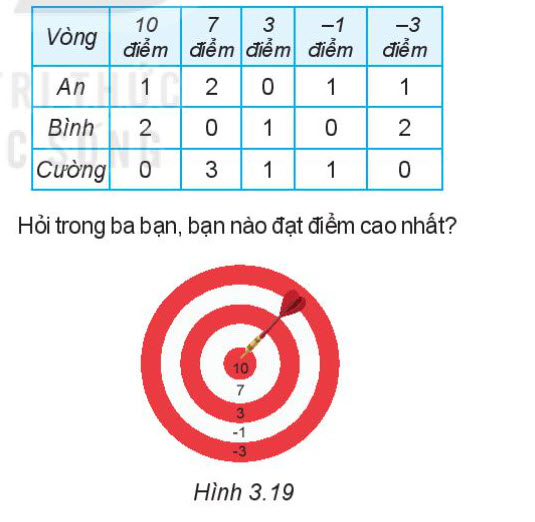 Vòng 10 điểm 7 điểm 3 điểm –1 điểm –3 điểm
An 1 2 0 1 1
Bình 2 0 1 0 2
Cường 0 3 1 1 0
Hỏi trong ba bạn, bạn nào đạt điểm cao nhất?
10
7
3
-1
-3
Hình 3.19